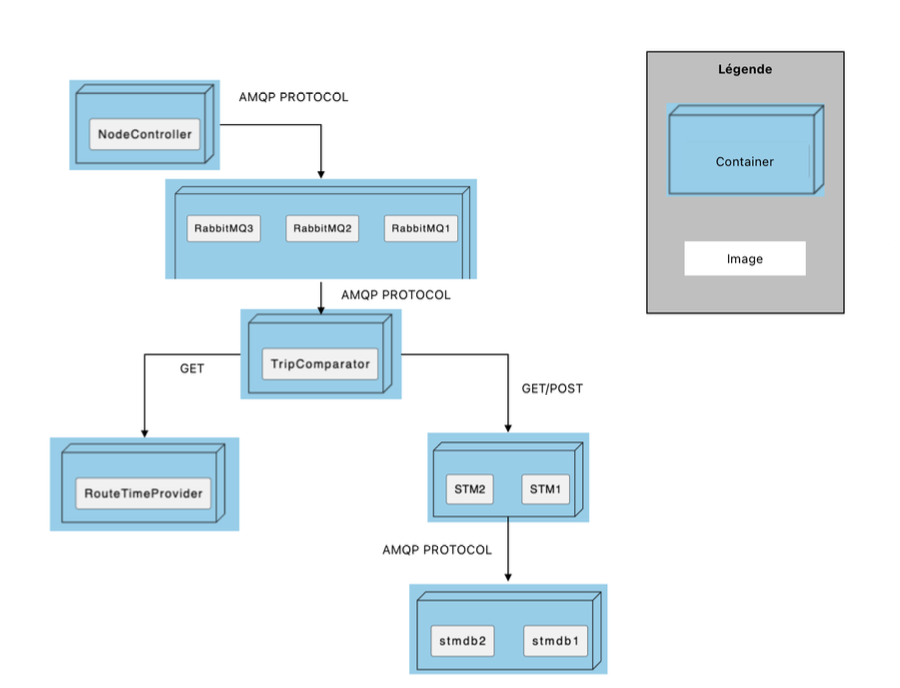 Légende
Container
Image
AMQP PROTOCOL
NodeController
RabbitMQ3
RabbitMQ2
RabbitMQ1
AMQP PROTOCOL
TripComparator
GET
GET/POST
RouteTimeProvider
STM2
STM1
AMQP PROTOCOL
stmdb2
stmdb1